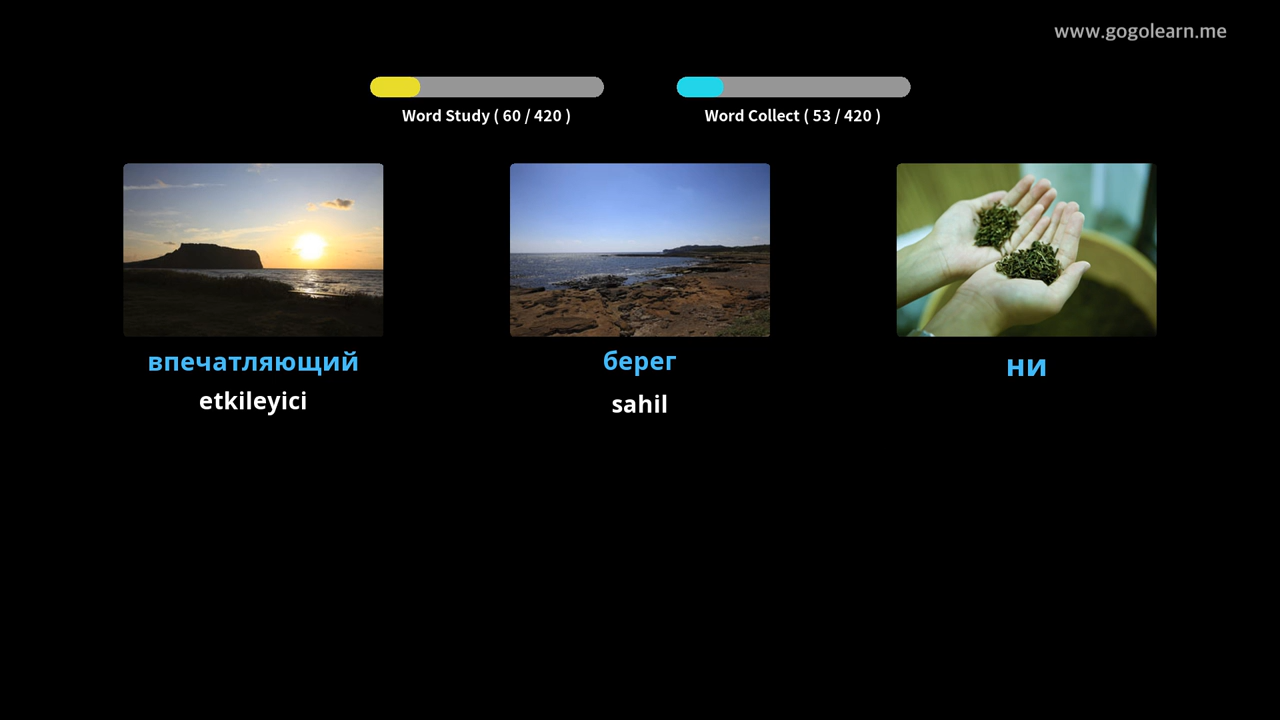 www.gogolearn.me
Word Study ( 60 / 420 )
Word Collect ( 53 / 420 )
впечатляющий
etkileyici
берег
sahil
ни